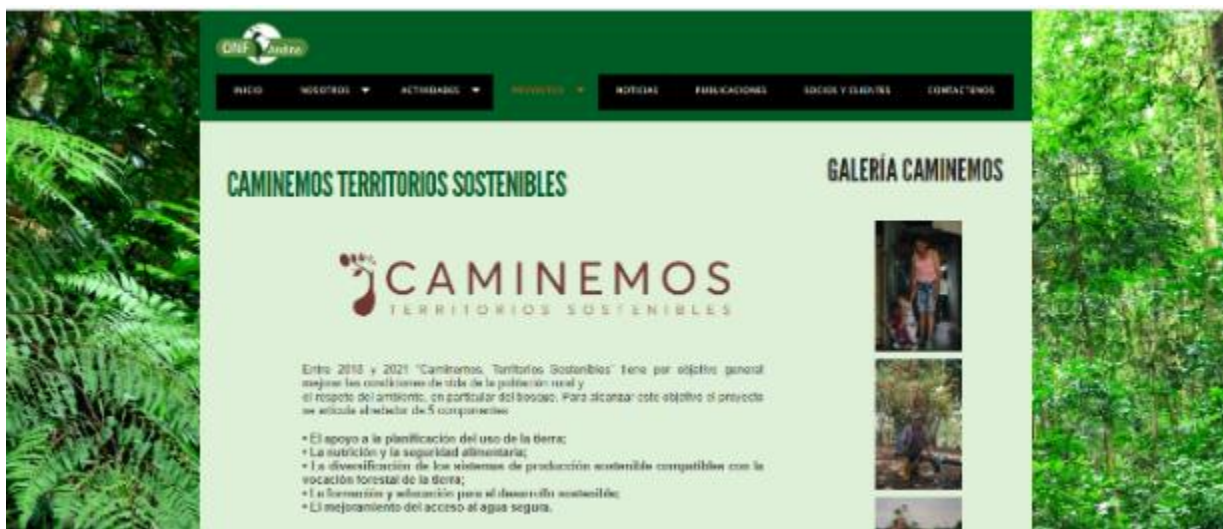 ONF Andina
INICIO NOSOTROS ACTIVIDADES PROYECTOS NOTICIAS PUBLICACIONES SOCIOS Y CLIENTES CONTACTENOS
CAMINEMOS TERRITORIOS SOSTENIBLES
GALERÍA CAMINEMOS
CAMINEMOS
TERRITORIOS SOSTENIBLES
Entre 2018 y 2021 "Caminemos, Territorios Sostenibles" tiene por objetivo general
mejorar las condiciones de vida de la población rural y
el respeto del ambiente, en particular del bosque. Para alcanzar este objetivo el proyecto
se articula alrededor de 5 componentes
• El apoyo a la planificación del uso de la tierra;
• La nutrición y la seguridad alimentaria;
• La diversificación de los sistemas de producción sostenible compatibles con la
vocación forestal de la tierra;
• La formación y educación para el desarrollo sostenible;
• El mejoramiento del acceso al agua segura.